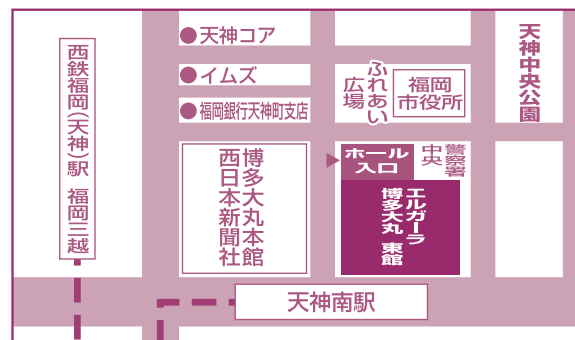 西鉄福岡(天神)駅 福岡三越
●天神コア
●イムズ
●福岡銀行天神町支店
ふれあい
広場
福岡
市役所
天神中央公園
博多大丸本館
西日本新聞社
ホール
入口
警察署
中央
エルガーラ
博多大丸 東館
天神南駅